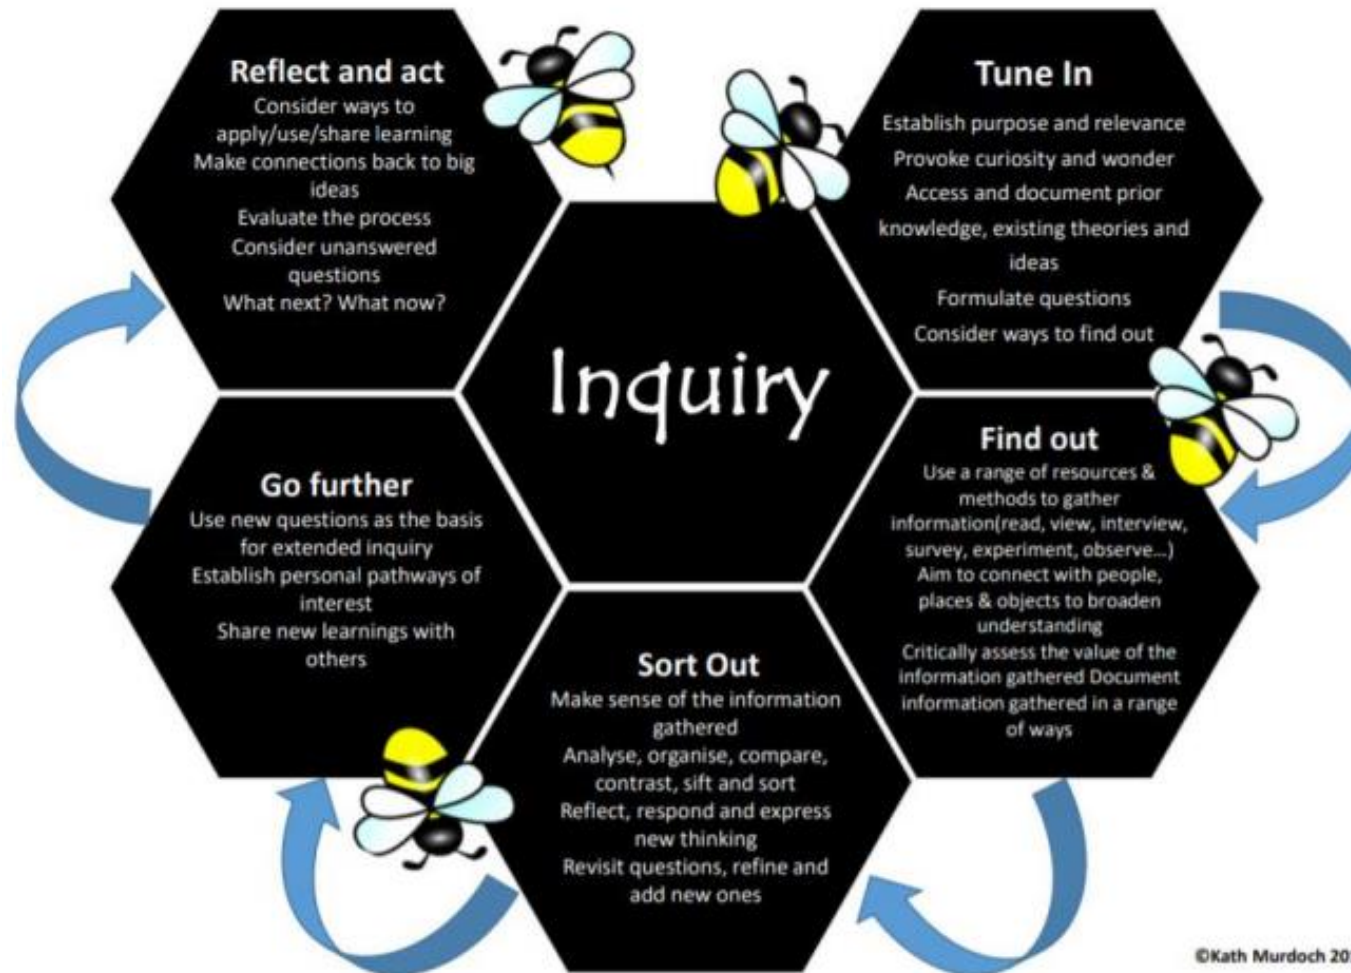 Inquiry
Tune In
Establish purpose and relevance
Provoke curiosity and wonder
Access and document prior
knowledge, existing theories and
ideas
Formulate questions
Consider ways to find out
Find out
Use a range of resources &
methods to gather
information(read, view, interview,
survey, experiment, observe…)
Aim to connect with people,
places & objects to broaden
understanding
Critically assess the value of the
information gathered Document
information gathered in a range
of ways
Sort Out
Make sense of the information
gathered
Analyse, organise, compare,
contrast, sift and sort
Reflect, respond and express
new thinking
Revisit questions, refine and
add new ones
Go further
Use new questions as the basis
for extended inquiry
Establish personal pathways of
interest
Share new learnings with
others
Reflect and act
Consider ways to
apply/use/share learning
Make connections back to big
ideas
Evaluate the process
Consider unanswered
questions
What next? What now?
©Kath Murdoch